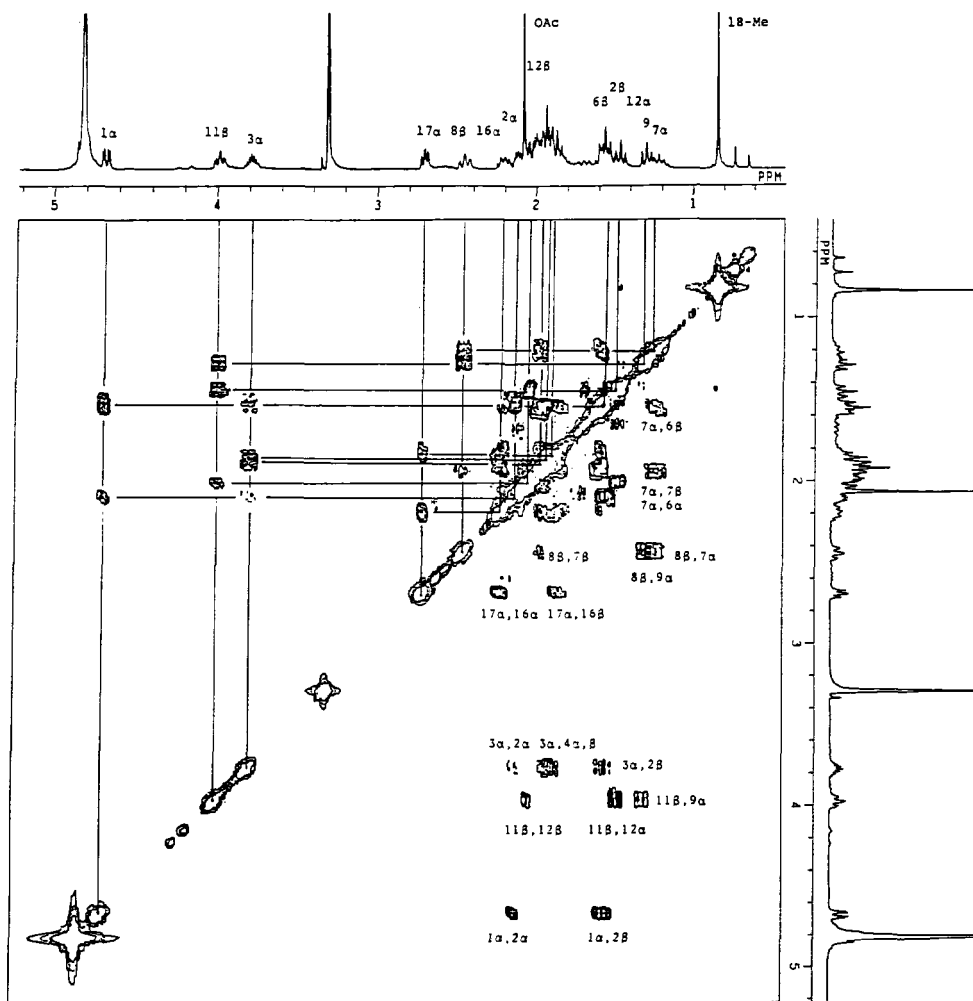 OAc
18-Me
12β
2β
6β
12α
1α
11β
3α
17α
8β
16α
2α
9
7α
PPM
5
4
3
2
1
PPM
1
2
3
4
5
7α,6β
7α,7β
7α,6α
8β,7β
8β,7α
8β,9α
17α,16α
17α,16β
3α,2α
3α,4α,β
3α,2β
11β,9α
11β,12β
11β,12α
1α,2α
1α,2β